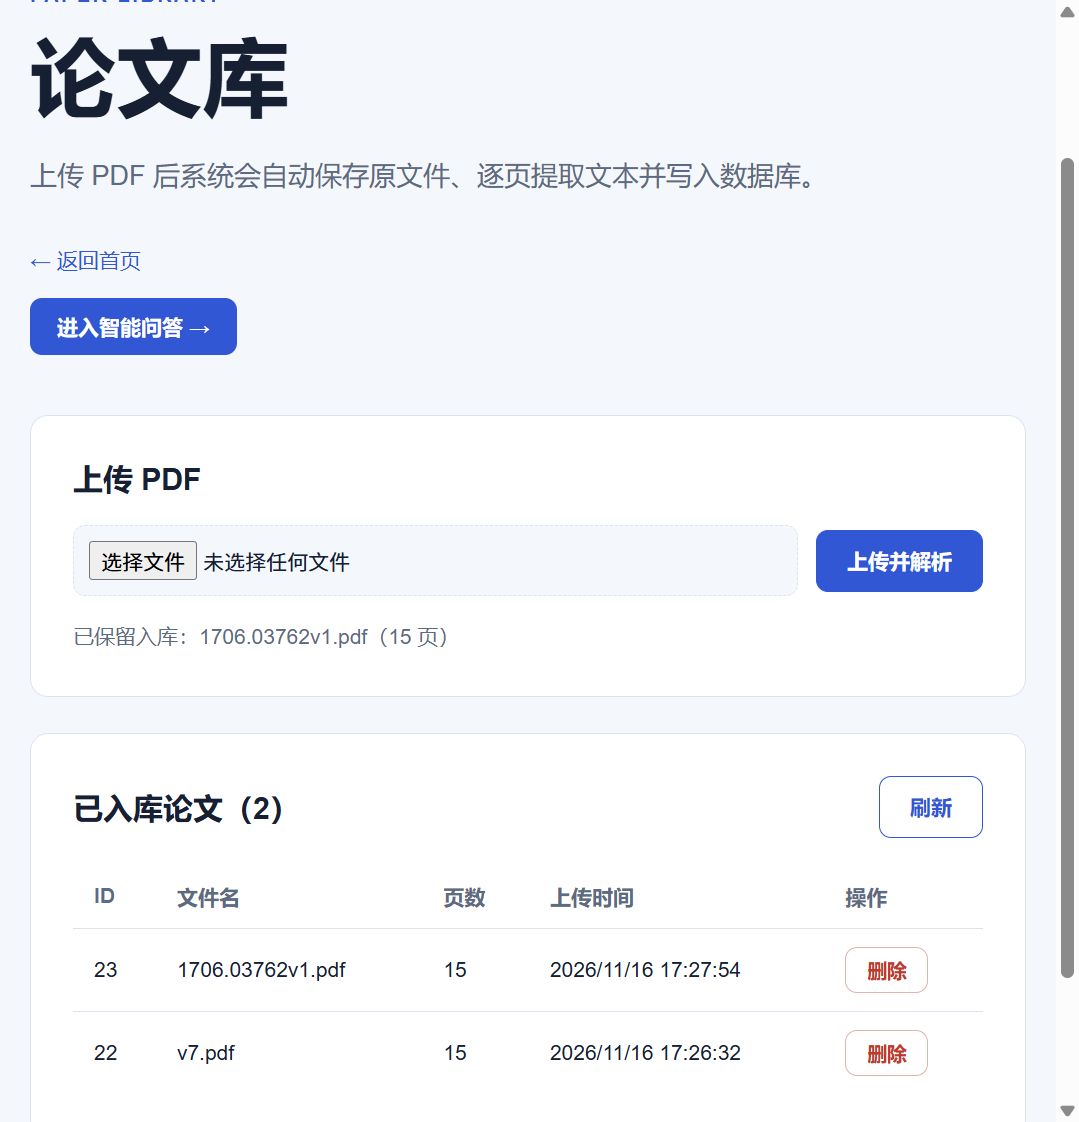 PAPER LIBRARY
论文库
上传 PDF 后系统会自动保存原文件、逐页提取文本并写入数据库。
← 返回首页
进入智能问答 →
上传 PDF
选择文件 未选择任何文件
上传并解析
已保留入库：1706.03762v1.pdf（15 页）
已入库论文（2）
刷新
ID 文件名 页数 上传时间 操作
23 1706.03762v1.pdf 15 2026/11/16 17:27:54 删除
22 v7.pdf 15 2026/11/16 17:26:32 删除